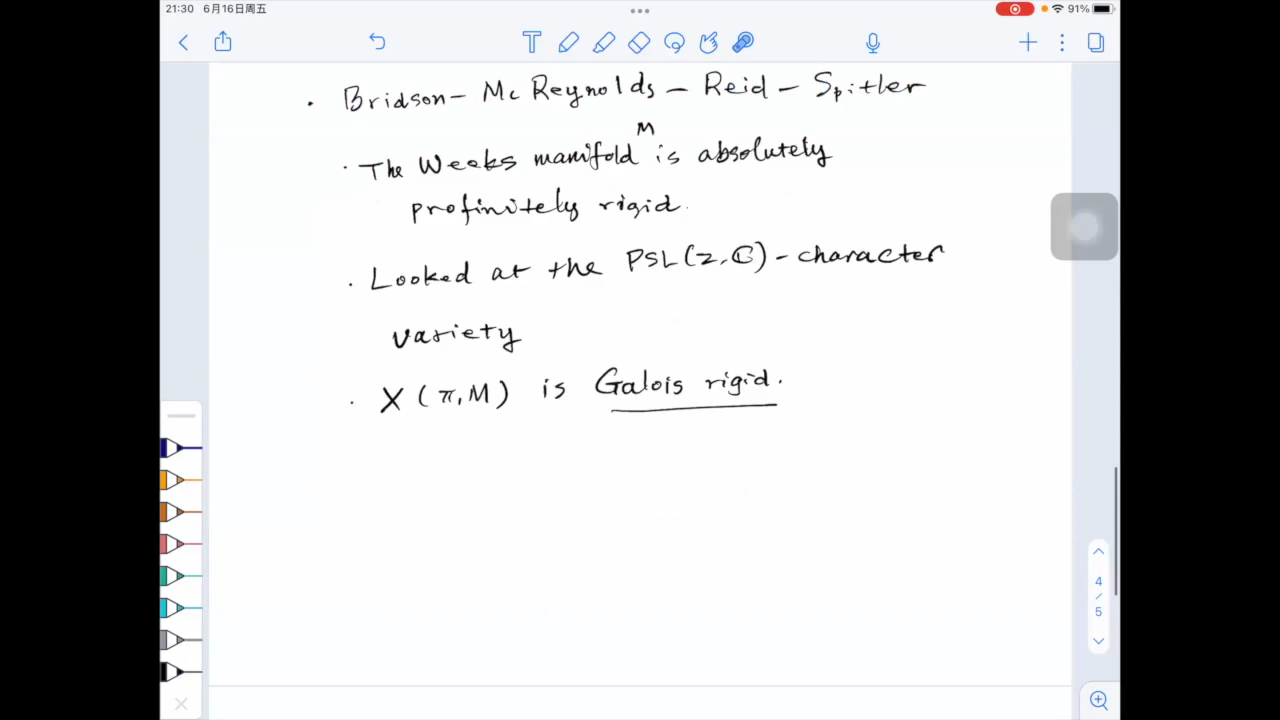 21:30 6月16日周五
91%
· Bridson - McReynolds - Reid - Spitler
M
· The Weeks manifold is absolutely
profinitely rigid.
· Looked at the PSL(2,ℂ) - character
variety
· X(π,M) is Galois rigid.
4
/
5